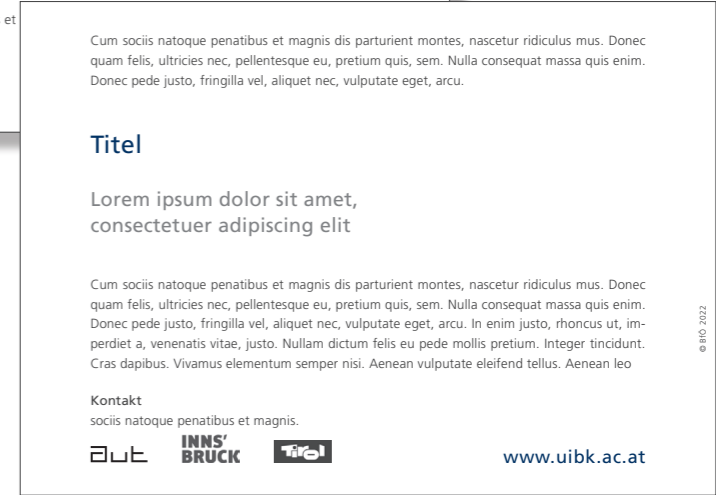 et
Cum sociis natoque penatibus et magnis dis parturient montes, nascetur ridiculus mus. Donec
quam felis, ultricies nec, pellentesque eu, pretium quis, sem. Nulla consequat massa quis enim.
Donec pede justo, fringilla vel, aliquet nec, vulputate eget, arcu.
Titel
Lorem ipsum dolor sit amet,
consectetuer adipiscing elit
Cum sociis natoque penatibus et magnis dis parturient montes, nascetur ridiculus mus. Donec
quam felis, ultricies nec, pellentesque eu, pretium quis, sem. Nulla consequat massa quis enim.
Donec pede justo, fringilla vel, aliquet nec, vulputate eget, arcu. In enim justo, rhoncus ut, im-
perdiet a, venenatis vitae, justo. Nullam dictum felis eu pede mollis pretium. Integer tincidunt.
Cras dapibus. Vivamus elementum semper nisi. Aenean vulputate eleifend tellus. Aenean leo
Kontakt
sociis natoque penatibus et magnis.
aut
INNS'
BRUCK
Tirol
www.uibk.ac.at
© BfÖ 2022